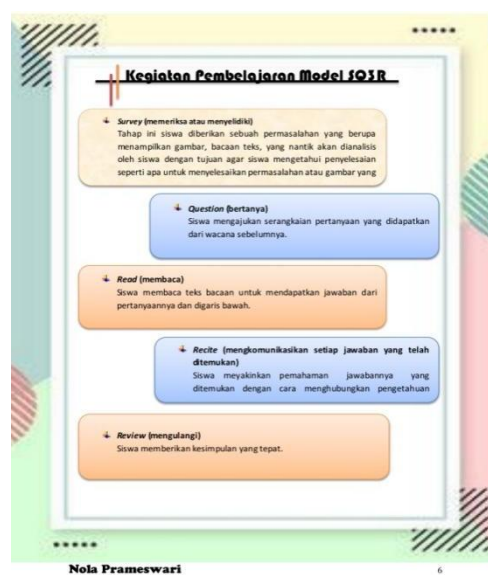 Kegiatan Pembelajaran Model SQ3R
Survey (memeriksa atau menyelidiki)
Tahap ini siswa diberikan sebuah permasalahan yang berupa
menampilkan gambar, bacaan teks, yang nantik akan dianalisis
oleh siswa dengan tujuan agar siswa mengetahui penyelesaian
seperti apa untuk menyelesaikan permasalahan atau gambar yang
Question (bertanya)
Siswa mengajukan serangkaian pertanyaan yang didapatkan
dari wacana sebelumnya.
Read (membaca)
Siswa membaca teks bacaan untuk mendapatkan jawaban dari
pertanyaannya dan digaris bawah.
Recite (mengkomunikasikan setiap jawaban yang telah
ditemukan)
Siswa meyakinkan pemahaman jawabannya yang
ditemukan dengan cara menghubungkan pengetahuan
Review (mengulangi)
Siswa memberikan kesimpulan yang tepat.
Nola Prameswari
6